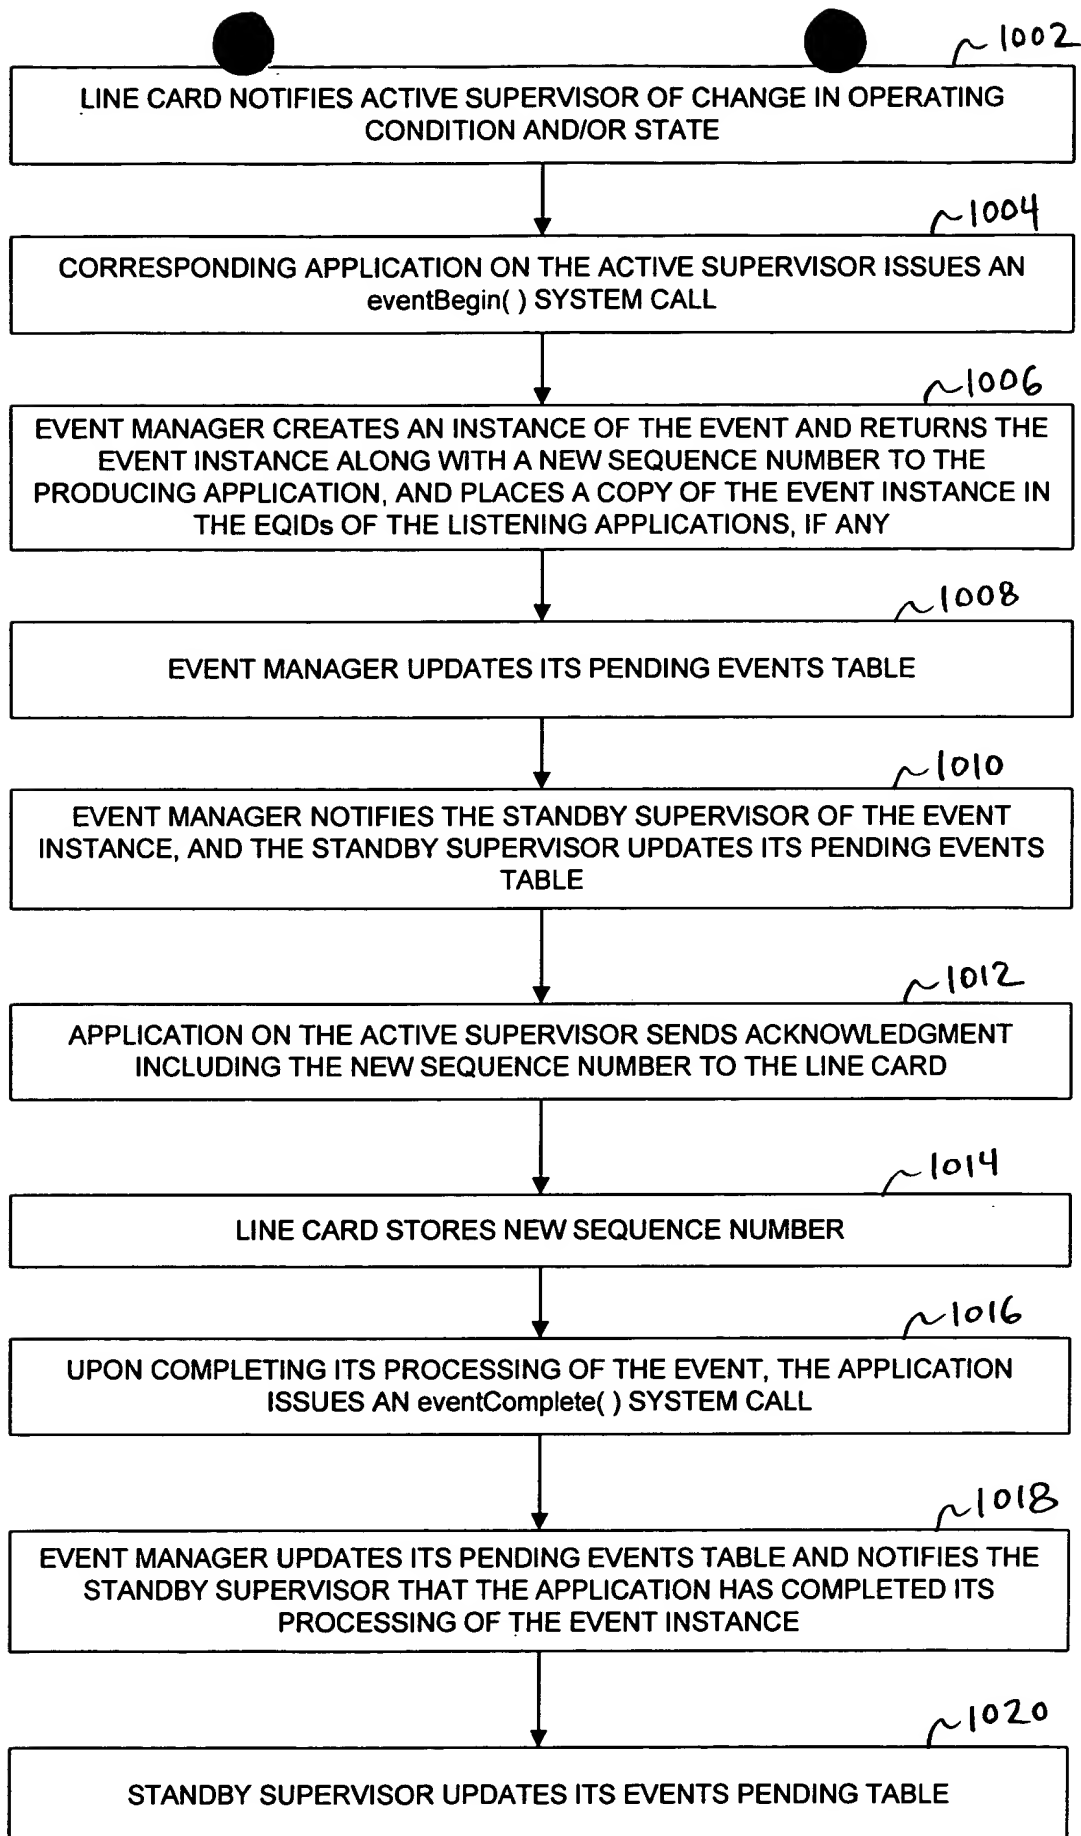 1002
LINE CARD NOTIFIES ACTIVE SUPERVISOR OF CHANGE IN OPERATING
CONDITION AND/OR STATE
1004
CORRESPONDING APPLICATION ON THE ACTIVE SUPERVISOR ISSUES AN
eventBegin( ) SYSTEM CALL
1006
EVENT MANAGER CREATES AN INSTANCE OF THE EVENT AND RETURNS THE
EVENT INSTANCE ALONG WITH A NEW SEQUENCE NUMBER TO THE
PRODUCING APPLICATION, AND PLACES A COPY OF THE EVENT INSTANCE IN
THE EQIDs OF THE LISTENING APPLICATIONS, IF ANY
1008
EVENT MANAGER UPDATES ITS PENDING EVENTS TABLE
1010
EVENT MANAGER NOTIFIES THE STANDBY SUPERVISOR OF THE EVENT
INSTANCE, AND THE STANDBY SUPERVISOR UPDATES ITS PENDING EVENTS
TABLE
1012
APPLICATION ON THE ACTIVE SUPERVISOR SENDS ACKNOWLEDGMENT
INCLUDING THE NEW SEQUENCE NUMBER TO THE LINE CARD
1014
LINE CARD STORES NEW SEQUENCE NUMBER
1016
UPON COMPLETING ITS PROCESSING OF THE EVENT, THE APPLICATION
ISSUES AN eventComplete( ) SYSTEM CALL
1018
EVENT MANAGER UPDATES ITS PENDING EVENTS TABLE AND NOTIFIES THE
STANDBY SUPERVISOR THAT THE APPLICATION HAS COMPLETED ITS
PROCESSING OF THE EVENT INSTANCE
1020
STANDBY SUPERVISOR UPDATES ITS EVENTS PENDING TABLE